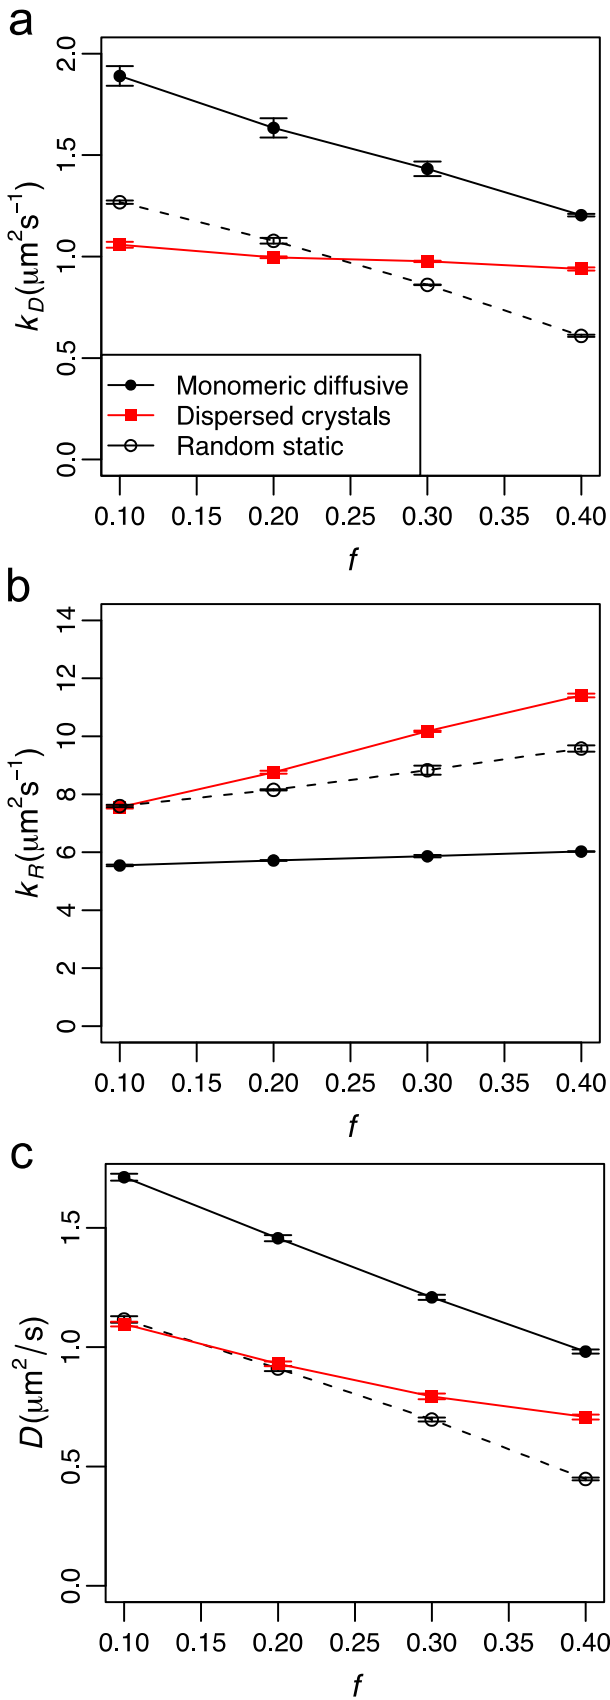 a
k_D(μm²s⁻¹)
2.0
1.5
1.0
0.5
0.0
Monomeric diffusive
Dispersed crystals
Random static
0.10 0.15 0.20 0.25 0.30 0.35 0.40
f
b
k_R(μm²s⁻¹)
14
12
10
8
6
4
2
0
0.10 0.15 0.20 0.25 0.30 0.35 0.40
f
c
D(μm²/s)
1.5
1.0
0.5
0.0
0.10 0.15 0.20 0.25 0.30 0.35 0.40
f